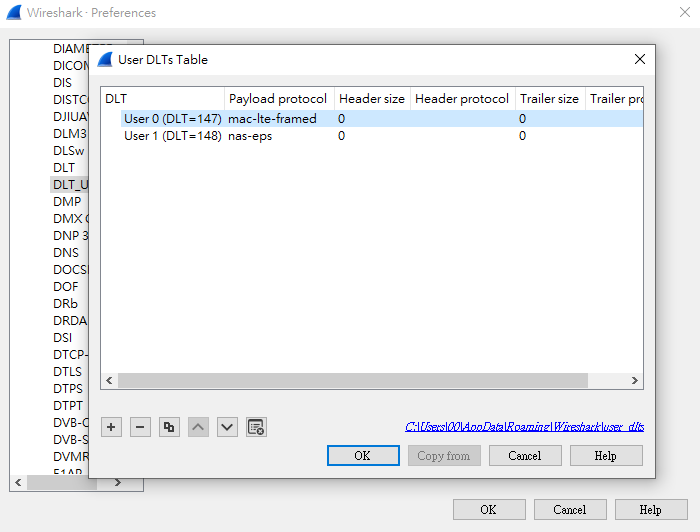 Wireshark · Preferences
DIAMETER
DICOM
DIS
DISTC
DJIUAV
DLM3
DLSw
DLT
DLT_U
DMP
DMX C
DNP 3
DNS
DOCSI
DOF
DRb
DRDA
DSI
DTCP-
DTLS
DTPS
DTPT
DVB-C
DVB-S
DVMR
F1AP
User DLTs Table
DLT Payload protocol Header size Header protocol Trailer size Trailer pro
User 0 (DLT=147) mac-lte-framed 0 0
User 1 (DLT=148) nas-eps 0 0
C:\Users\00\AppData\Roaming\Wireshark\user_dlts
OK Copy from Cancel Help
OK Cancel Help